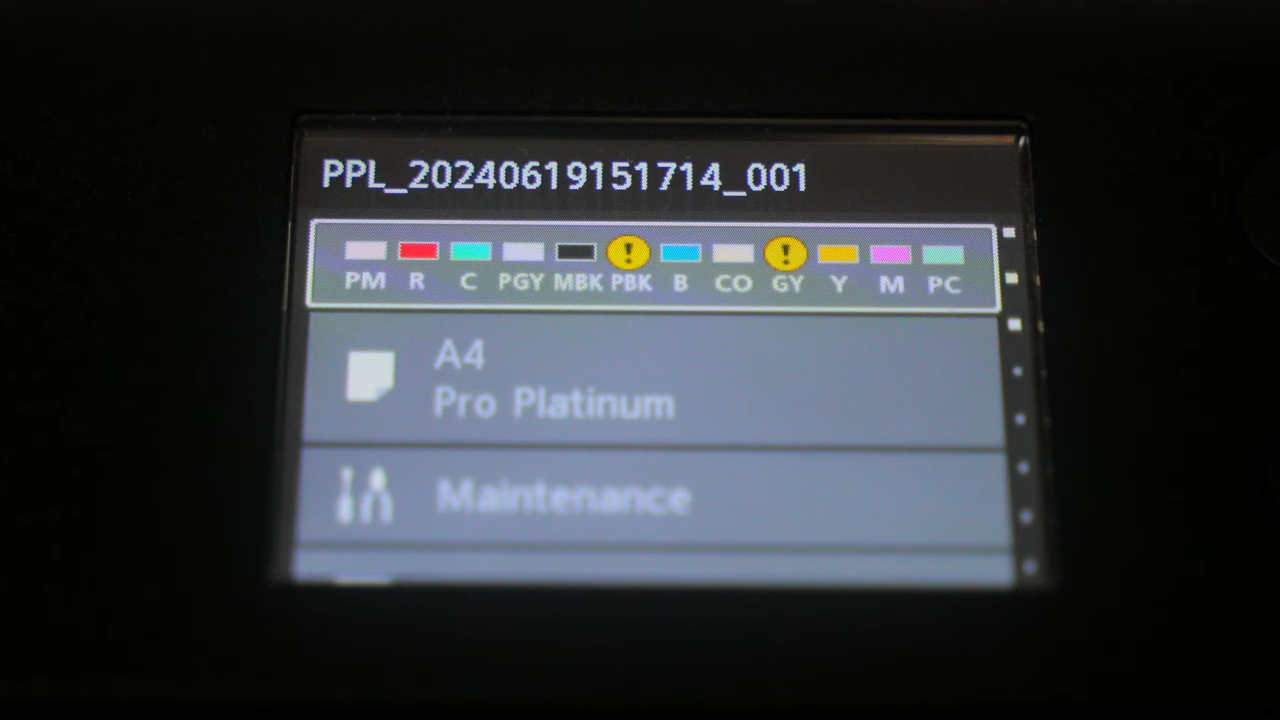 PPL_20240619151714_001
PM R C PGY MBK PBK B CO GY Y M PC
A4
Pro Platinum
Maintenance